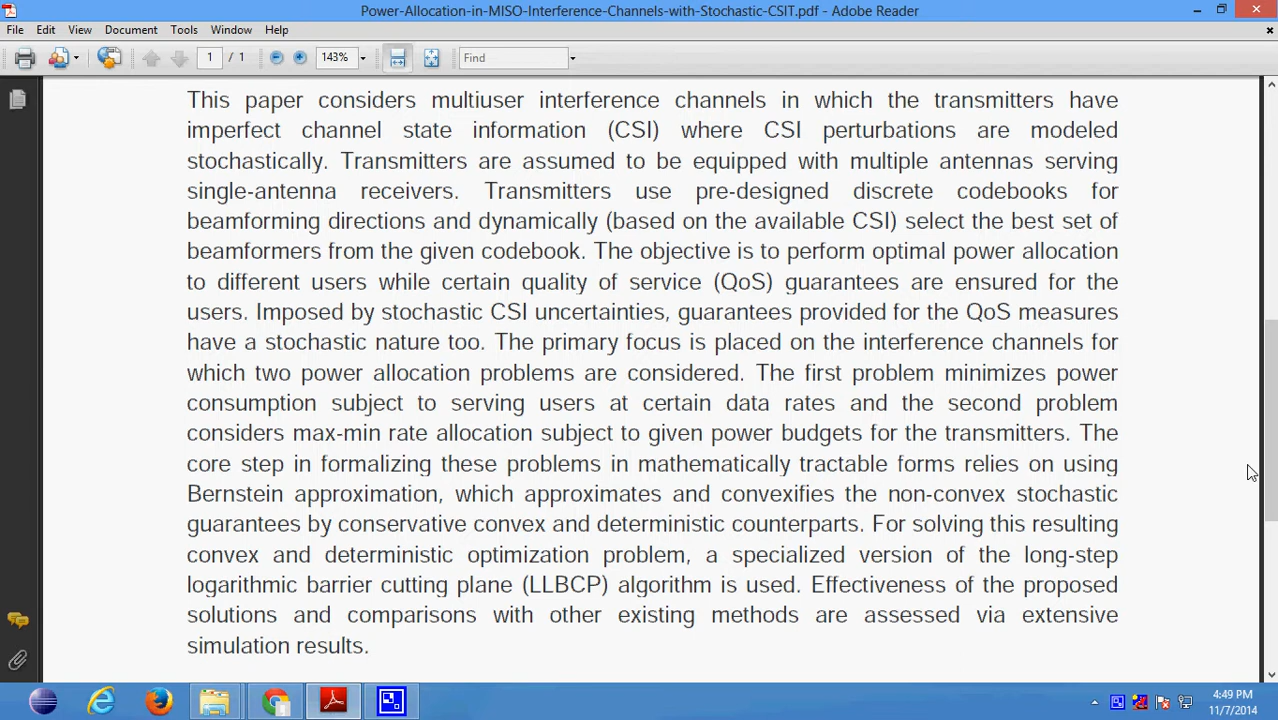 Power-Allocation-in-MISO-Interference-Channels-with-Stochastic-CSIT.pdf - Adobe Reader
File Edit View Document Tools Window Help
1 / 1 143% Find
This paper considers multiuser interference channels in which the transmitters have
imperfect channel state information (CSI) where CSI perturbations are modeled
stochastically. Transmitters are assumed to be equipped with multiple antennas serving
single-antenna receivers. Transmitters use pre-designed discrete codebooks for
beamforming directions and dynamically (based on the available CSI) select the best set of
beamformers from the given codebook. The objective is to perform optimal power allocation
to different users while certain quality of service (QoS) guarantees are ensured for the
users. Imposed by stochastic CSI uncertainties, guarantees provided for the QoS measures
have a stochastic nature too. The primary focus is placed on the interference channels for
which two power allocation problems are considered. The first problem minimizes power
consumption subject to serving users at certain data rates and the second problem
considers max-min rate allocation subject to given power budgets for the transmitters. The
core step in formalizing these problems in mathematically tractable forms relies on using
Bernstein approximation, which approximates and convexifies the non-convex stochastic
guarantees by conservative convex and deterministic counterparts. For solving this resulting
convex and deterministic optimization problem, a specialized version of the long-step
logarithmic barrier cutting plane (LLBCP) algorithm is used. Effectiveness of the proposed
solutions and comparisons with other existing methods are assessed via extensive
simulation results.
4:49 PM
11/7/2014